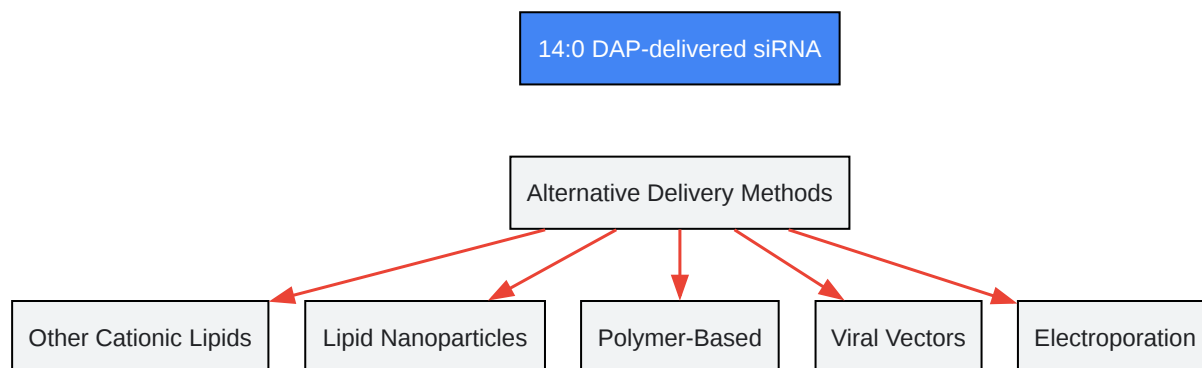 14:0 DAP-delivered siRNA
Alternative Delivery Methods
Other Cationic Lipids
Lipid Nanoparticles
Polymer-Based
Viral Vectors
Electroporation